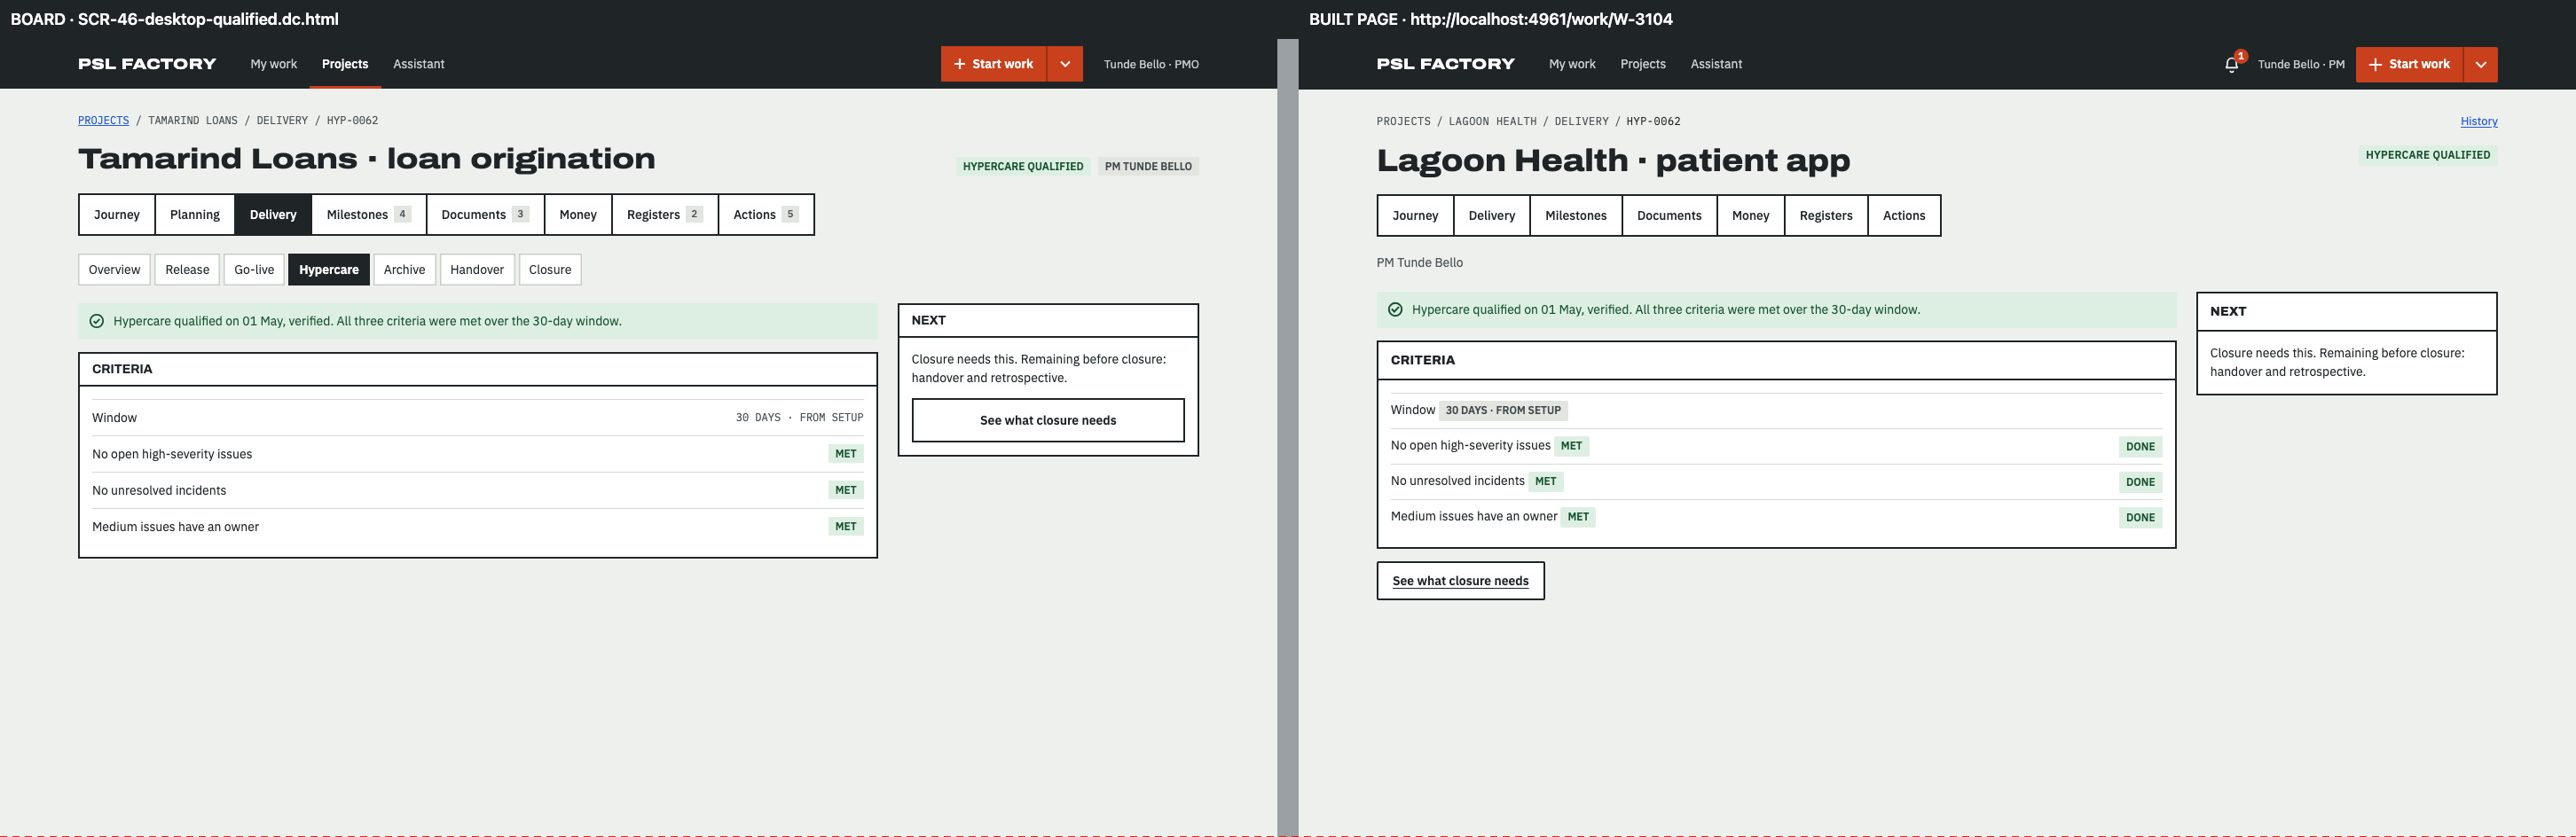 BOARD · SCR-46-desktop-qualified.dc.html
PSL FACTORY My work Projects Assistant + Start work Tunde Bello · PMO
PROJECTS / TAMARIND LOANS / DELIVERY / HYP-0062
Tamarind Loans · loan origination
HYPERCARE QUALIFIED PM TUNDE BELLO
Journey Planning Delivery Milestones 4 Documents 3 Money Registers 2 Actions 5
Overview Release Go-live Hypercare Archive Handover Closure
Hypercare qualified on 01 May, verified. All three criteria were met over the 30-day window.
CRITERIA
Window 30 DAYS · FROM SETUP
No open high-severity issues MET
No unresolved incidents MET
Medium issues have an owner MET
NEXT
Closure needs this. Remaining before closure:
handover and retrospective.
See what closure needs
BUILT PAGE · http://localhost:4961/work/W-3104
PSL FACTORY My work Projects Assistant 1 Tunde Bello · PM + Start work
PROJECTS / LAGOON HEALTH / DELIVERY / HYP-0062 History
Lagoon Health · patient app
HYPERCARE QUALIFIED
Journey Delivery Milestones Documents Money Registers Actions
PM Tunde Bello
Hypercare qualified on 01 May, verified. All three criteria were met over the 30-day window.
CRITERIA
Window 30 DAYS · FROM SETUP
No open high-severity issues MET DONE
No unresolved incidents MET DONE
Medium issues have an owner MET DONE
See what closure needs
NEXT
Closure needs this. Remaining before closure:
handover and retrospective.